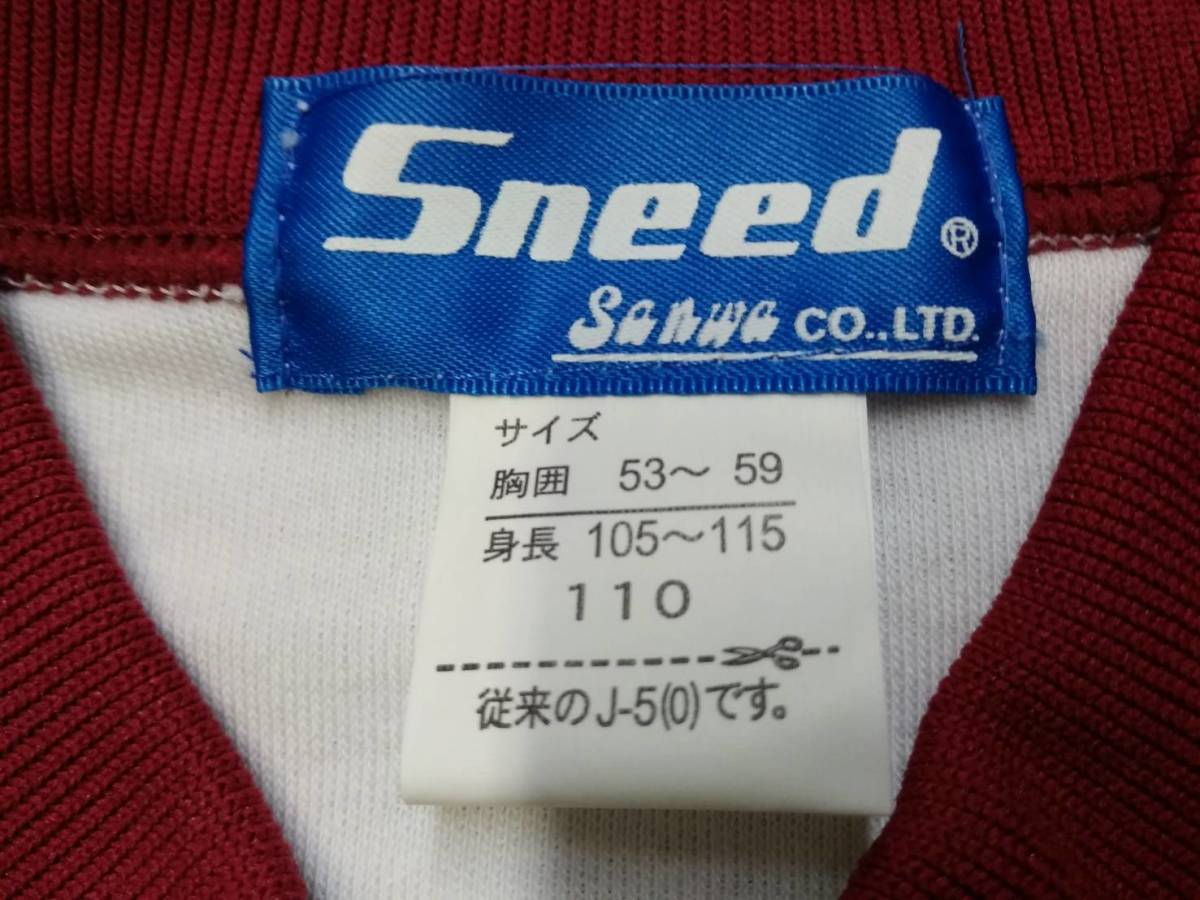 Sneed ®
Sanwa CO.,LTD.
サイズ
胸囲 53～59
身長 105～115
110
従来のJ-5(0)です。